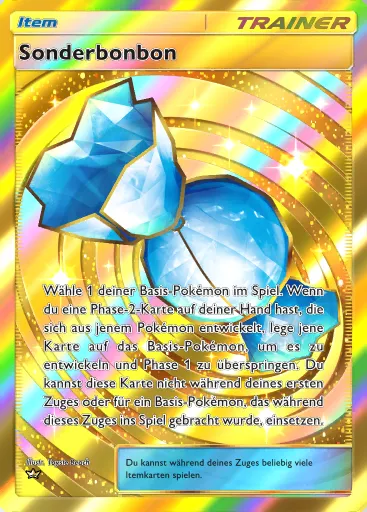 Item
TRAINER
Sonderbonbon
Wähle 1 deiner Basis-Pokémon im Spiel. Wenn
du eine Phase-2-Karte auf deiner Hand hast, die
sich aus jenem Pokémon entwickelt, lege jene
Karte auf das Basis-Pokémon, um es zu
entwickeln und Phase 1 zu überspringen. Du
kannst diese Karte nicht während deines ersten
Zuges oder für ein Basis-Pokémon, das während
dieses Zuges ins Spiel gebracht wurde, einsetzen.
Illustr. Toyste Beach
Du kannst während deines Zuges beliebig viele
Itemkarten spielen.